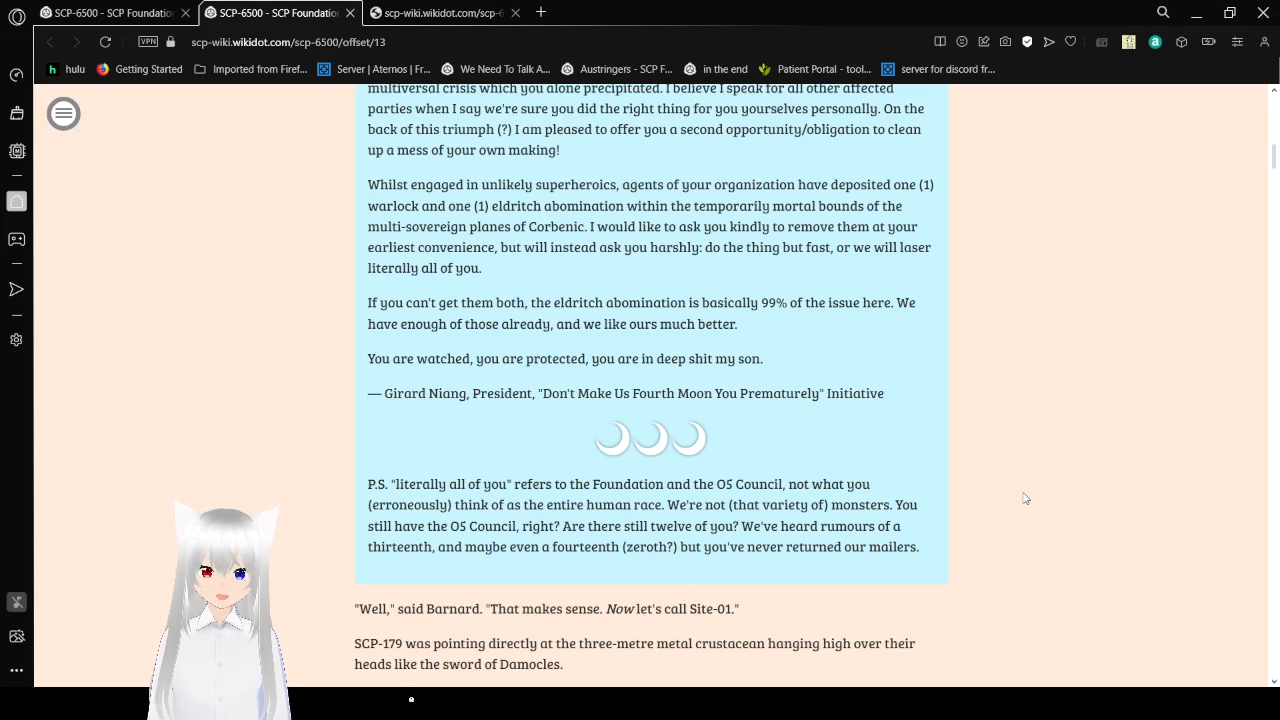 SCP-6500 - SCP Foundation
SCP-6500 - SCP Foundation
scp-wiki.wikidot.com/scp-6
VPN
scp-wiki.wikidot.com/scp-6500/offset/13
hulu
Getting Started
Imported from Firef...
Server | Aternos | Fr...
We Need To Talk A...
Austringers - SCP F...
in the end
Patient Portal - tool...
server for discord fr...
multiversal crisis which you alone precipitated. I believe I speak for all other affected
parties when I say we're sure you did the right thing for you yourselves personally. On the
back of this triumph (?) I am pleased to offer you a second opportunity/obligation to clean
up a mess of your own making!
Whilst engaged in unlikely superheroics, agents of your organization have deposited one (1)
warlock and one (1) eldritch abomination within the temporarily mortal bounds of the
multi-sovereign planes of Corbenic. I would like to ask you kindly to remove them at your
earliest convenience, but will instead ask you harshly: do the thing but fast, or we will laser
literally all of you.
If you can't get them both, the eldritch abomination is basically 99% of the issue here. We
have enough of those already, and we like ours much better.
You are watched, you are protected, you are in deep shit my son.
— Girard Niang, President, "Don't Make Us Fourth Moon You Prematurely" Initiative
P.S. "literally all of you" refers to the Foundation and the O5 Council, not what you
(erroneously) think of as the entire human race. We're not (that variety of) monsters. You
still have the O5 Council, right? Are there still twelve of you? We've heard rumours of a
thirteenth, and maybe even a fourteenth (zeroth?) but you've never returned our mailers.
"Well," said Barnard. "That makes sense. Now let's call Site-01."
SCP-179 was pointing directly at the three-metre metal crustacean hanging high over their
heads like the sword of Damocles.